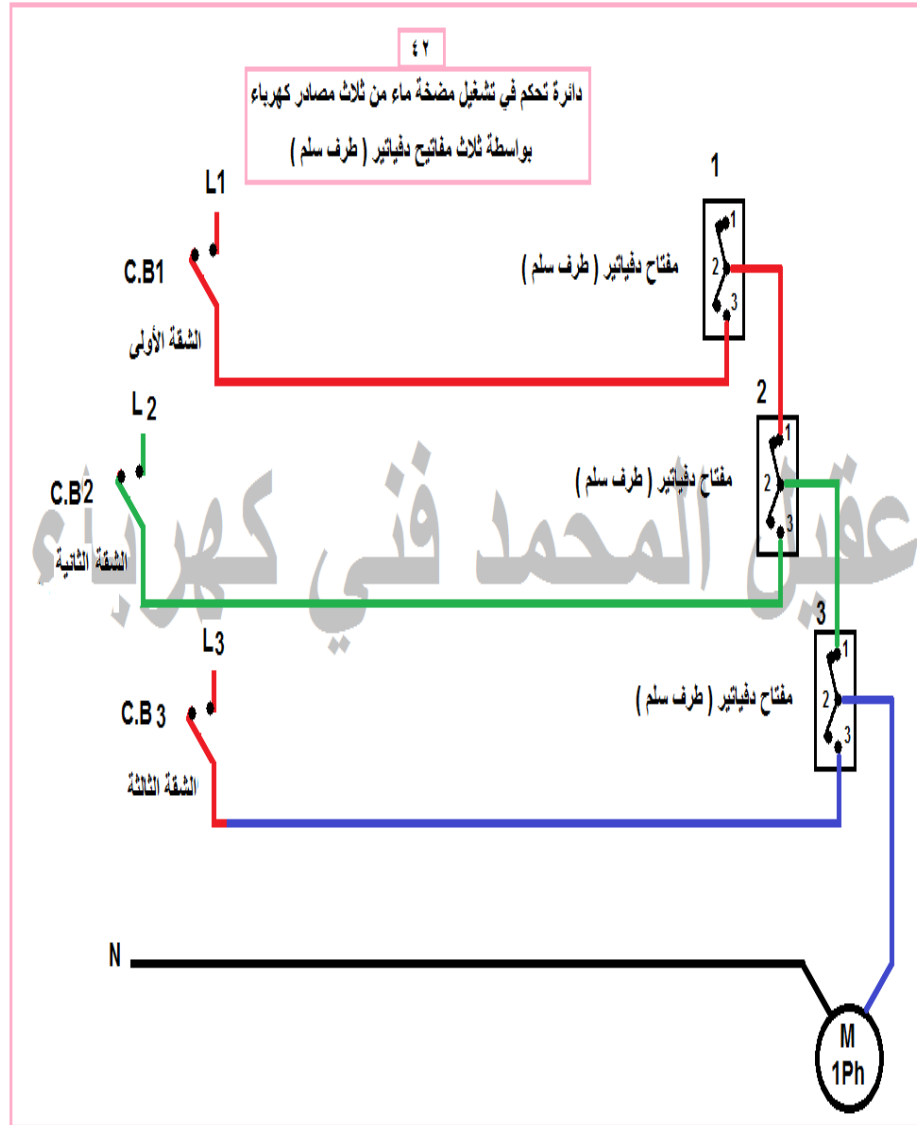 ٤٢
دائرة تحكم في تشغيل مضخة ماء من ثلاث مصادر كهرباء
بواسطة ثلاث مفاتيح دفياتير ( طرف سلم )
1
L1
1
C.B1
مفتاح دفياتير ( طرف سلم )
2
3
الشقة الأولى
2
L 2
1
C.B2
مفتاح دفياتير ( طرف سلم )
2
3
عقيل المحمد فني كهرباء
الشقة الثانية
3
L3
1
C.B 3
مفتاح دفياتير ( طرف سلم )
2
3
الشقة الثالثة
N
M
1Ph